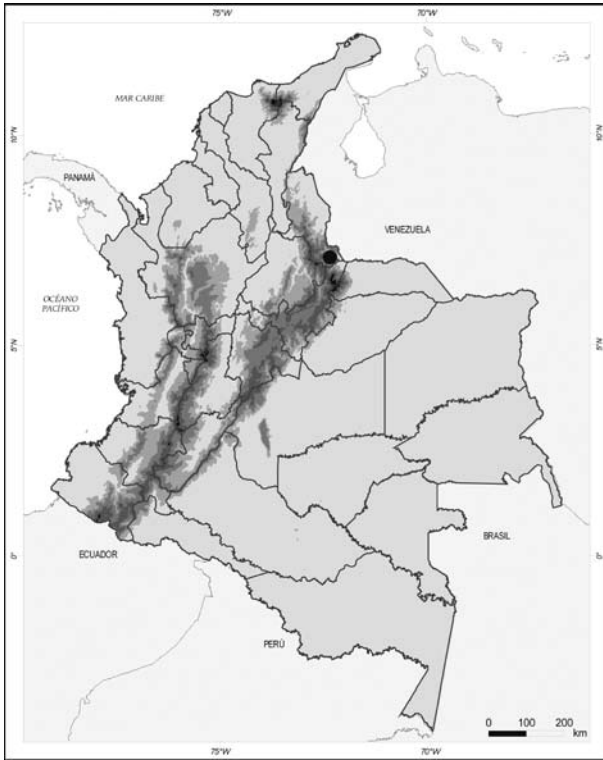 75°W
70°W
MAR CARIBE
10°N
10°N
PANAMÁ
VENEZUELA
OCÉANO
PACÍFICO
5°N
5°N
0°
ECUADOR
BRASIL
0°
PERÚ
0 100 200
km
75°W
70°W